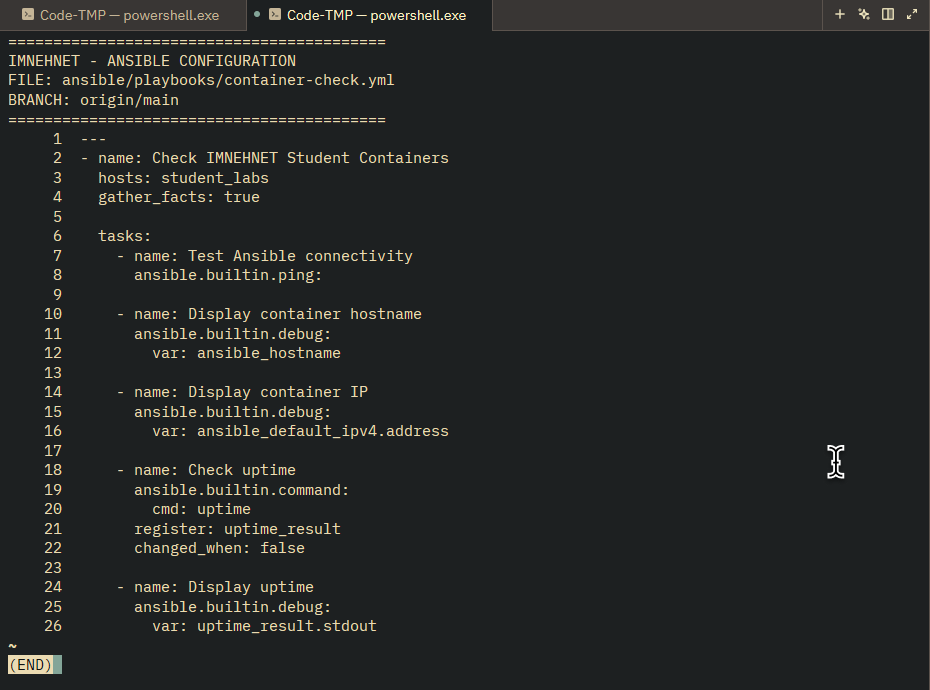 Code-TMP — powershell.exe
Code-TMP — powershell.exe
==========================================
IMNEHNET - ANSIBLE CONFIGURATION
FILE: ansible/playbooks/container-check.yml
BRANCH: origin/main
==========================================
1 ---
2 - name: Check IMNEHNET Student Containers
3   hosts: student_labs
4   gather_facts: true
5
6   tasks:
7     - name: Test Ansible connectivity
8       ansible.builtin.ping:
9
10     - name: Display container hostname
11       ansible.builtin.debug:
12         var: ansible_hostname
13
14     - name: Display container IP
15       ansible.builtin.debug:
16         var: ansible_default_ipv4.address
17
18     - name: Check uptime
19       ansible.builtin.command:
20         cmd: uptime
21       register: uptime_result
22       changed_when: false
23
24     - name: Display uptime
25       ansible.builtin.debug:
26         var: uptime_result.stdout
~
(END)